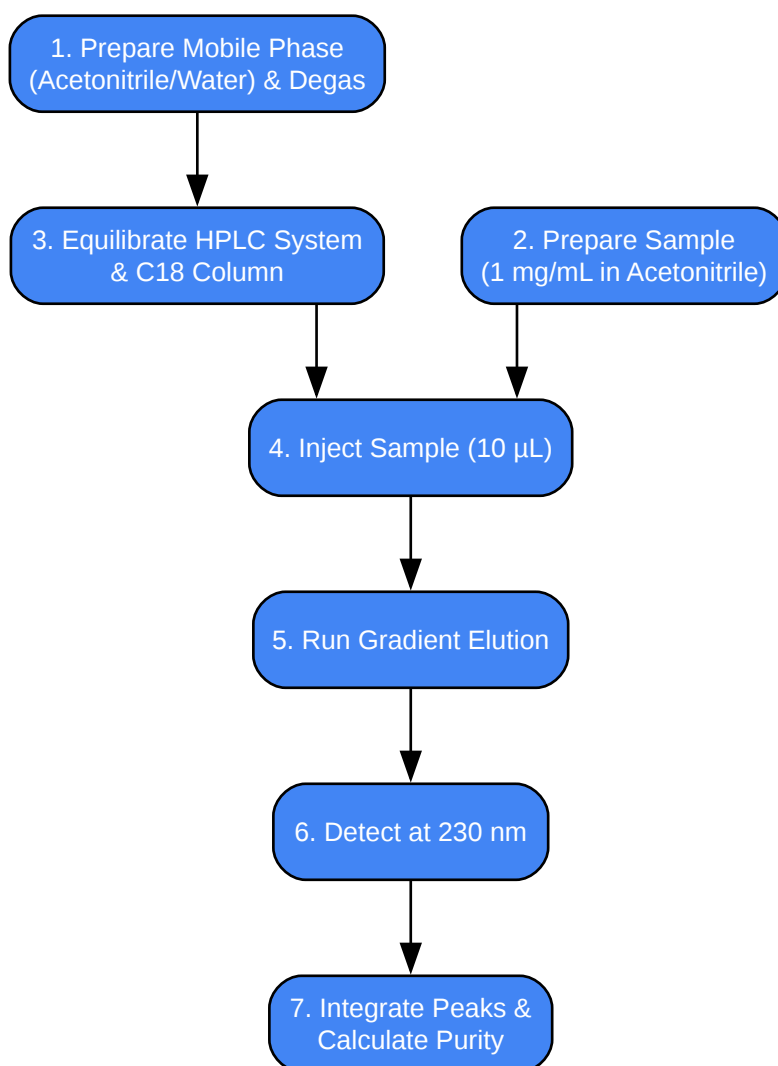 1. Prepare Mobile Phase
(Acetonitrile/Water) & Degas
3. Equilibrate HPLC System
& C18 Column
2. Prepare Sample
(1 mg/mL in Acetonitrile)
4. Inject Sample (10 µL)
5. Run Gradient Elution
6. Detect at 230 nm
7. Integrate Peaks &
Calculate Purity